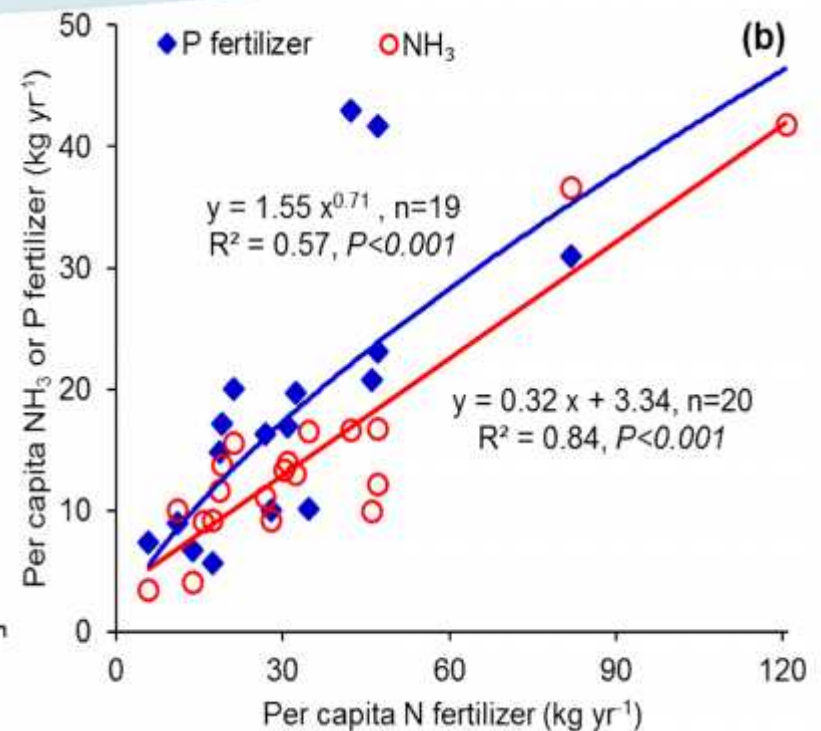 (b)
P fertilizer
NH₃
Per capita NH₃ or P fertilizer (kg yr⁻¹)
50
40
30
20
10
0
y = 1.55 x^0.71 , n=19
R² = 0.57, P<0.001
y = 0.32 x + 3.34, n=20
R² = 0.84, P<0.001
0 30 60 90 120
Per capita N fertilizer (kg yr⁻¹)